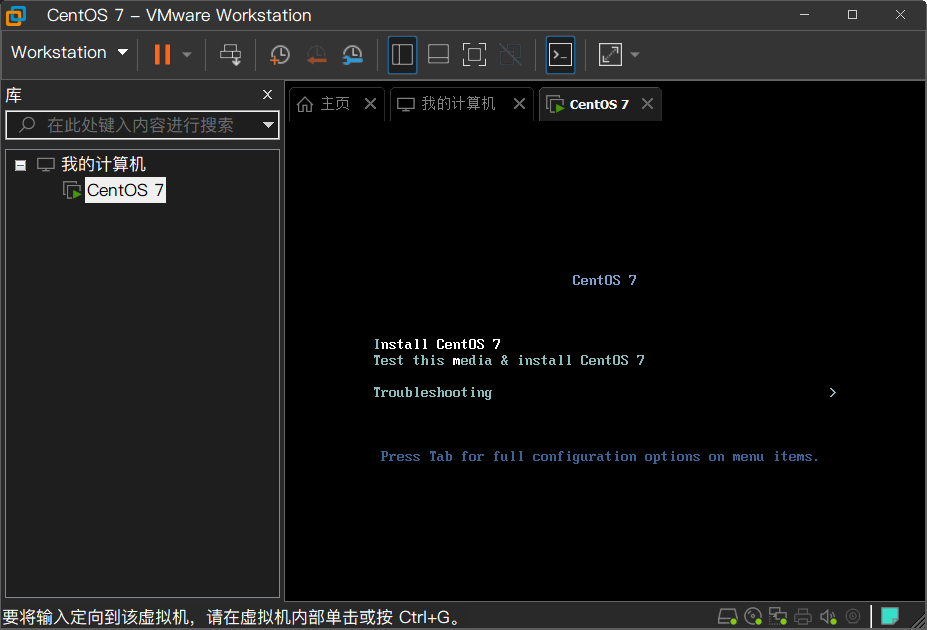 CentOS 7 – VMware Workstation
Workstation
库
主页
我的计算机
CentOS 7
在此处键入内容进行搜索
我的计算机
CentOS 7
CentOS 7
Install CentOS 7
Test this media & install CentOS 7
Troubleshooting >
Press Tab for full configuration options on menu items.
要将输入定向到该虚拟机，请在虚拟机内部单击或按 Ctrl+G。